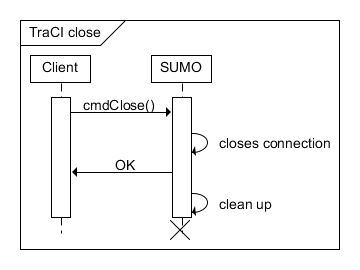 TraCI close
Client
SUMO
cmdClose()
closes connection
OK
clean up